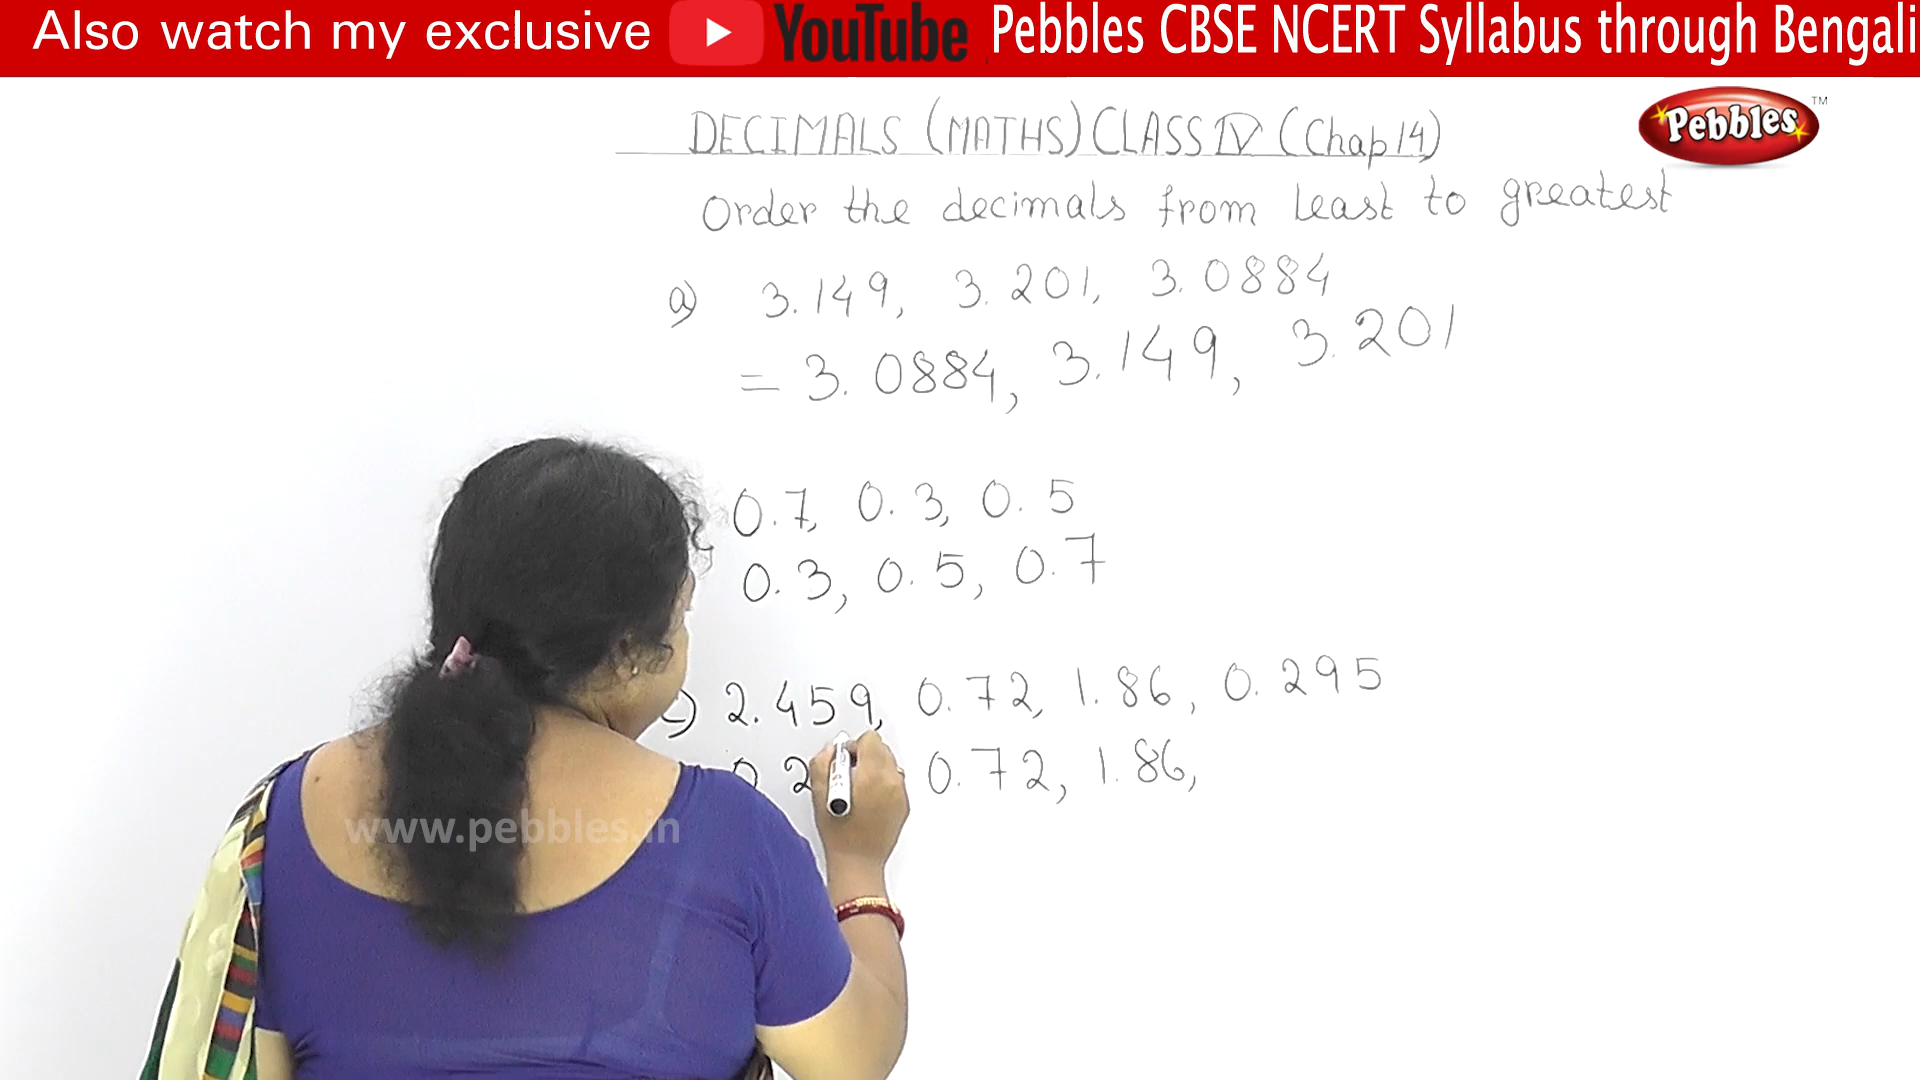 Also watch my exclusive YouTube Pebbles CBSE NCERT Syllabus through Bengali
Pebbles TM
DECIMALS (MATHS) CLASS IV (Chap 14)
Order the decimals from least to greatest
a) 3.149, 3.201, 3.0884
= 3.0884, 3.149, 3.201
0.7, 0.3, 0.5
0.3, 0.5, 0.7
2.459, 0.72, 1.86, 0.295
0.2 0.72, 1.86,
www.pebbles.in